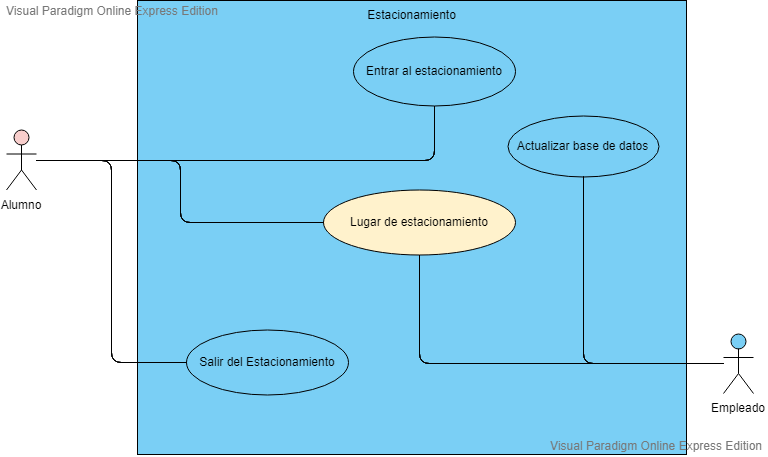 Visual Paradigm Online Express Edition
Estacionamiento
Entrar al estacionamiento
Actualizar base de datos
Alumno
Lugar de estacionamiento
Salir del Estacionamiento
Empleado
Visual Paradigm Online Express Edition